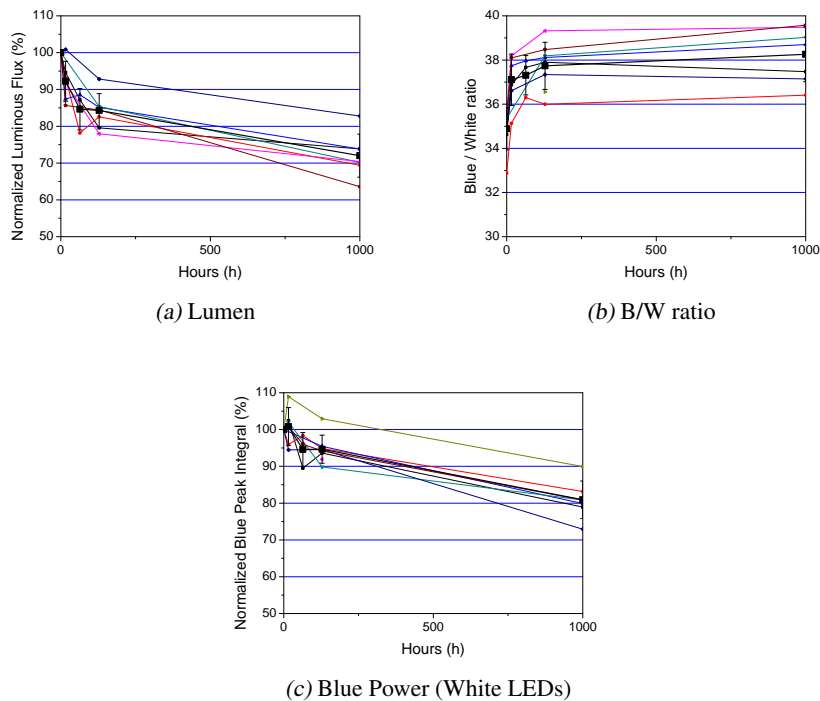 110
100
90
80
70
60
50
Normalized Luminous Flux (%)
0 500 1000
Hours (h)
(a) Lumen
40
38
36
34
32
30
Blue / White ratio
0 500 1000
Hours (h)
(b) B/W ratio
110
100
90
80
70
60
50
Normalized Blue Peak Integral (%)
0 500 1000
Hours (h)
(c) Blue Power (White LEDs)